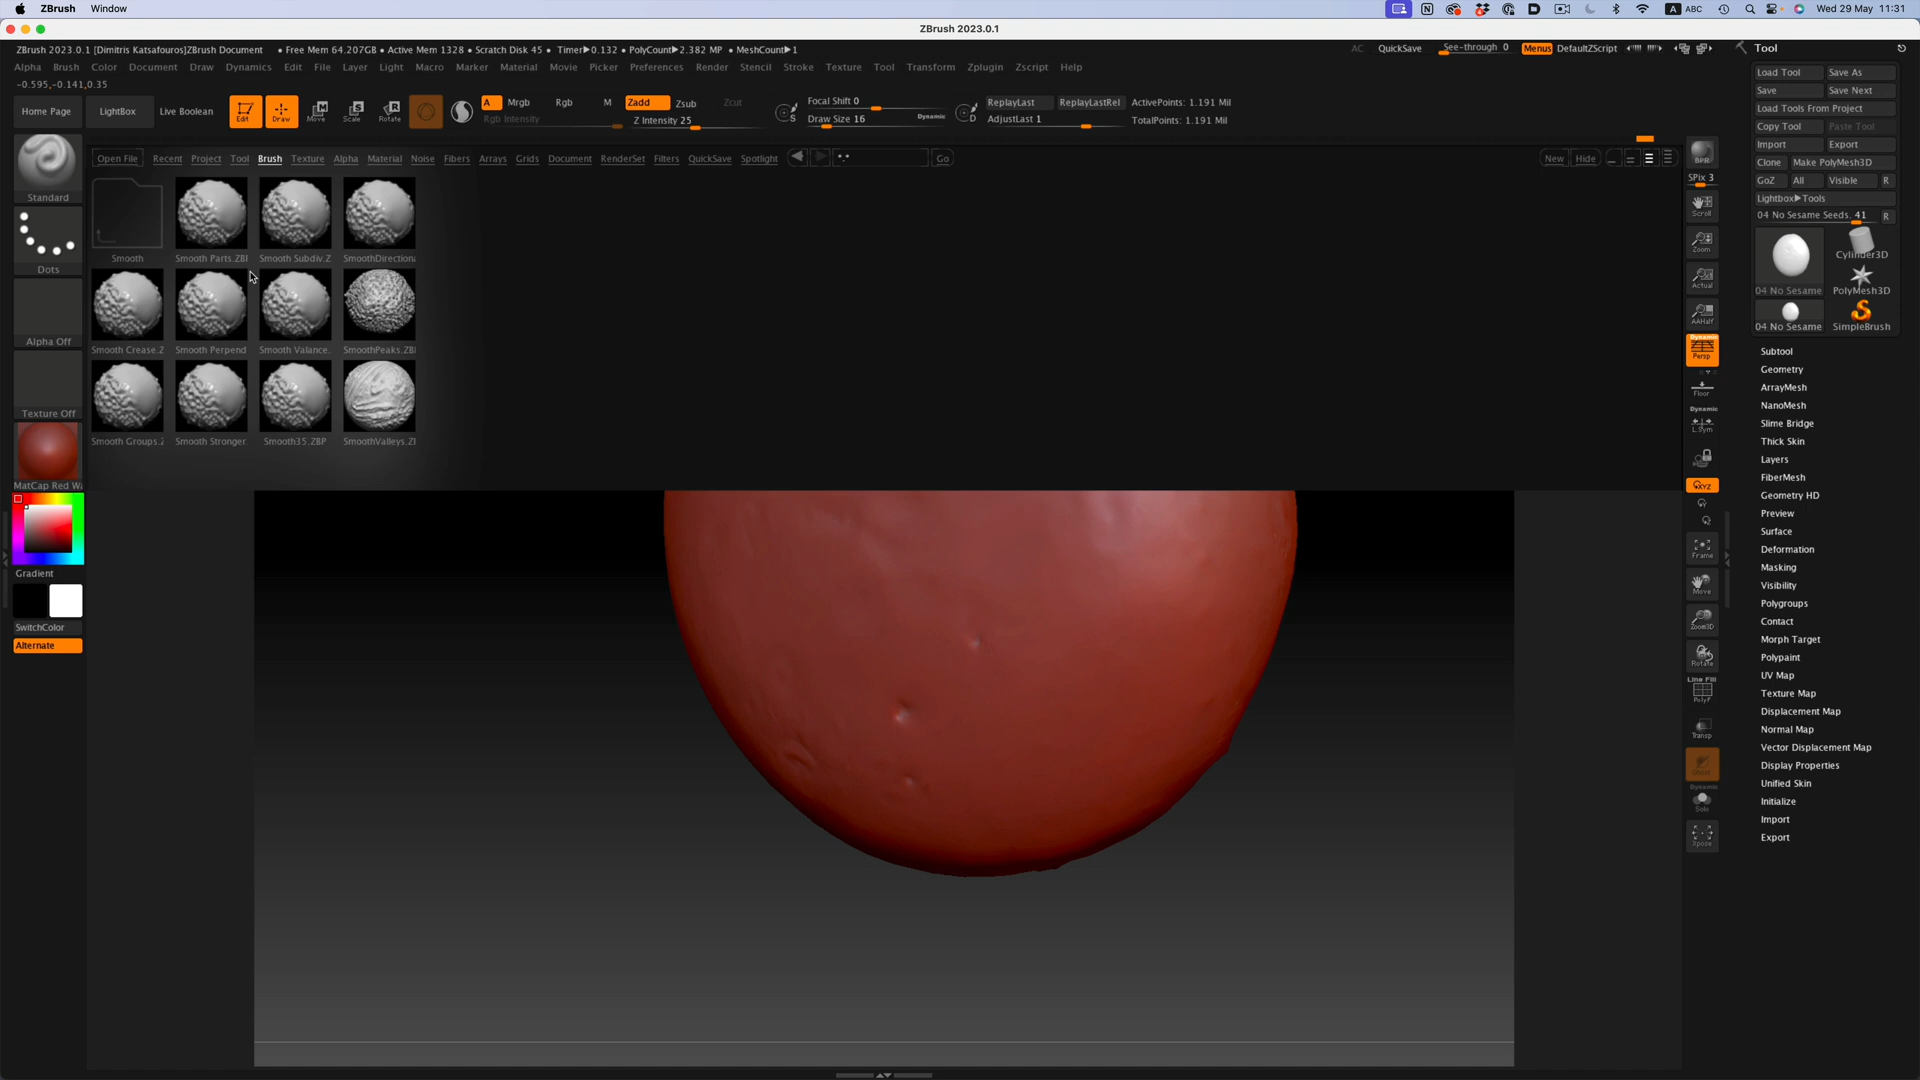 ZBrush Window
A ABC Wed 29 May 11:31
ZBrush 2023.0.1
ZBrush 2023.0.1 [Dimitris Katsafouros]ZBrush Document • Free Mem 64.207GB • Active Mem 1328 • Scratch Disk 45 • Timer▶0.132 • PolyCount▶2.382 MP • MeshCount▶1
AC QuickSave See-through 0 Menus DefaultZScript
Alpha Brush Color Document Draw Dynamics Edit File Layer Light Macro Marker Material Movie Picker Preferences Render Stencil Stroke Texture Tool Transform Zplugin Zscript Help
-0.595,-0.141,0.35
Home Page LightBox Live Boolean Edit Draw Move Scale Rotate
A Mrgb Rgb M Zadd Zsub Zcut
Rgb Intensity Z Intensity 25
Focal Shift 0
Draw Size 16 Dynamic
S D
ReplayLast ReplayLastRel ActivePoints: 1.191 Mil
AdjustLast 1 TotalPoints: 1.191 Mil
Open File Recent Project Tool Brush Texture Alpha Material Noise Fibers Arrays Grids Document RenderSet Filters QuickSave Spotlight Go New Hide
Standard
Dots
Alpha Off
Texture Off
MatCap Red W
Gradient
SwitchColor
Alternate
Smooth Smooth Parts.ZB Smooth Subdiv.Z SmoothDirectiona
Smooth Crease.Z Smooth Perpend Smooth Valance. SmoothPeaks.ZB
Smooth Groups.Z Smooth Stronger. Smooth35.ZBP SmoothValleys.Z
BPR
SPix 3
Scroll
Zoom
Actual
AAHalf
Dynamic
Persp
Floor
Dynamic
L.Sym
XYZ
Frame
Move
Zoom3D
Rotate
Line Fill
PolyF
Transp
Dynamic
Solo
Xpose
Tool
Load Tool Save As
Save Save Next
Load Tools From Project
Copy Tool Paste Tool
Import Export
Clone Make PolyMesh3D
GoZ All Visible R
Lightbox▶Tools
04 No Sesame Seeds. 41 R
04 No Sesame Cylinder3D
PolyMesh3D
04 No Sesame SimpleBrush
Subtool
Geometry
ArrayMesh
NanoMesh
Slime Bridge
Thick Skin
Layers
FiberMesh
Geometry HD
Preview
Surface
Deformation
Masking
Visibility
Polygroups
Contact
Morph Target
Polypaint
UV Map
Texture Map
Displacement Map
Normal Map
Vector Displacement Map
Display Properties
Unified Skin
Initialize
Import
Export